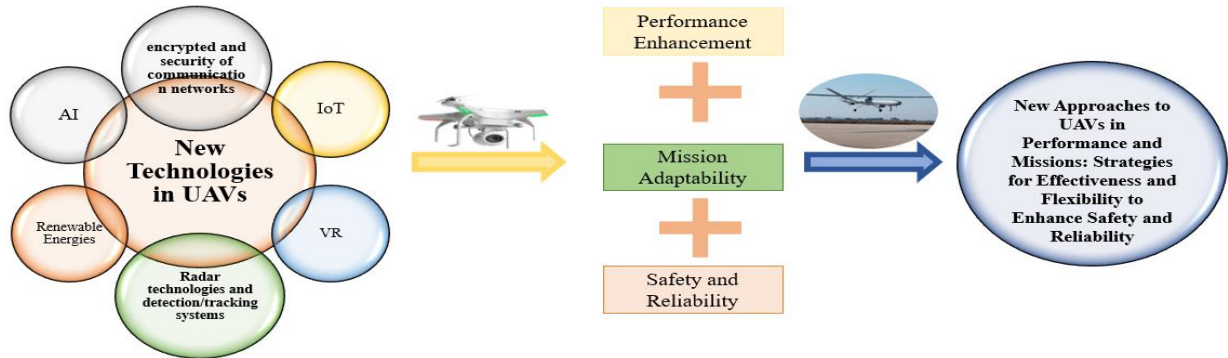 encrypted and
security of
communicatio
n networks
AI
IoT
New
Technologies
in UAVs
Renewable
Energies
VR
Radar
technologies and
detection/tracking
systems
Performance
Enhancement
Mission
Adaptability
Safety and
Reliability
New Approaches to
UAVs in
Performance and
Missions: Strategies
for Effectiveness and
Flexibility to
Enhance Safety and
Reliability